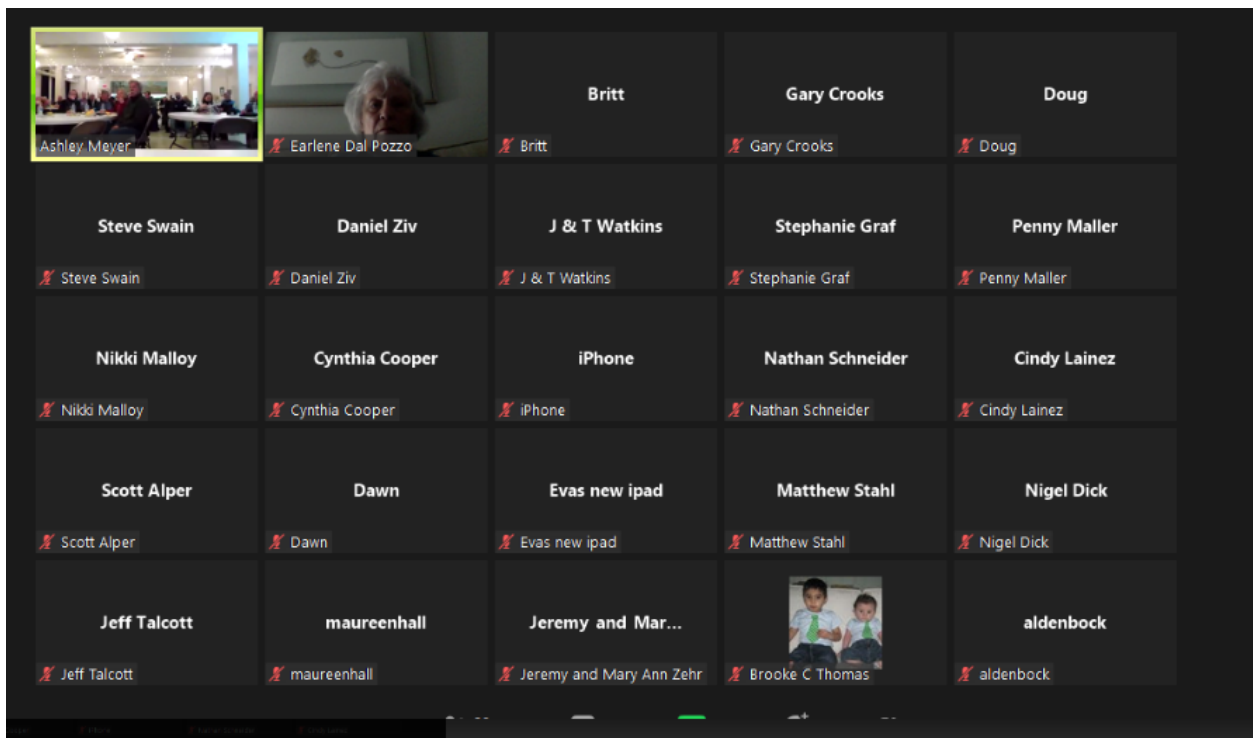 Ashley Meyer
Earlene Dal Pozzo
Britt
Britt
Gary Crooks
Gary Crooks
Doug
Doug
Steve Swain
Steve Swain
Daniel Ziv
Daniel Ziv
J & T Watkins
J & T Watkins
Stephanie Graf
Stephanie Graf
Penny Maller
Penny Maller
Nikki Malloy
Nikki Malloy
Cynthia Cooper
Cynthia Cooper
iPhone
iPhone
Nathan Schneider
Nathan Schneider
Cindy Lainez
Cindy Lainez
Scott Alper
Scott Alper
Dawn
Dawn
Evas new ipad
Evas new ipad
Matthew Stahl
Matthew Stahl
Nigel Dick
Nigel Dick
Jeff Talcott
Jeff Talcott
maureenhall
maureenhall
Jeremy and Mar...
Jeremy and Mary Ann Zehr
Brooke C Thomas
aldenbock
aldenbock